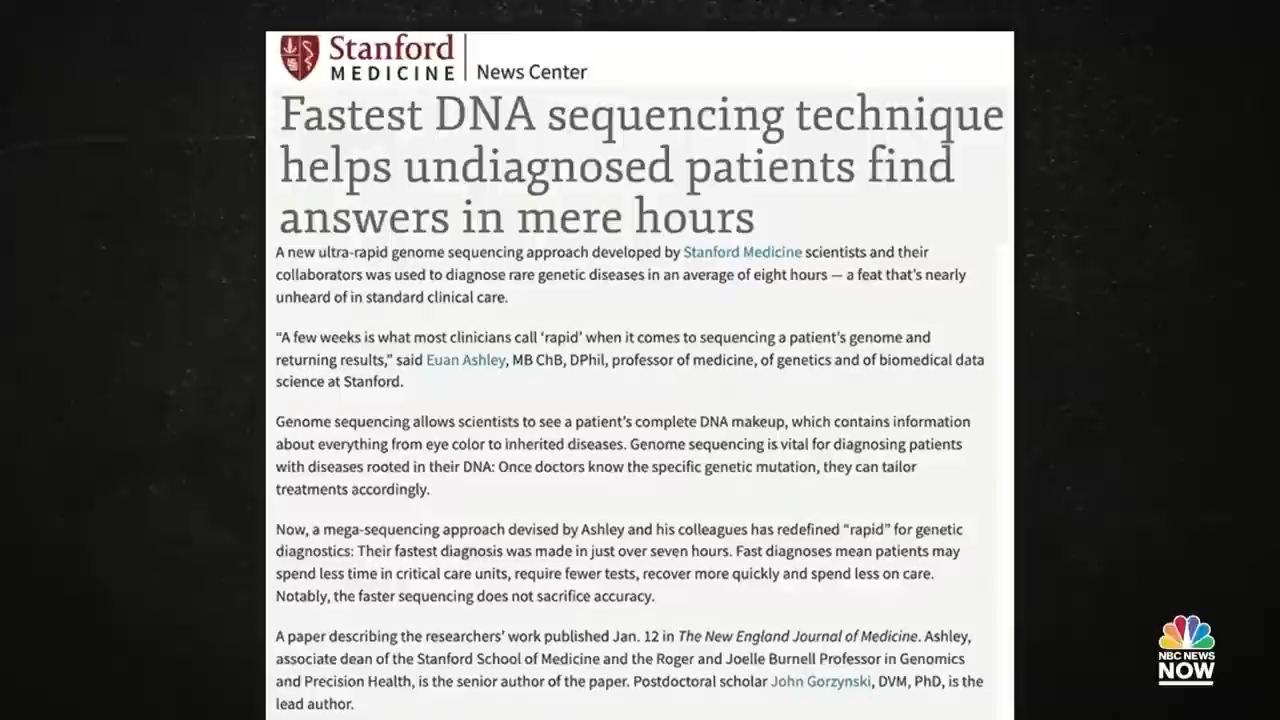 Stanford
MEDICINE
News Center
Fastest DNA sequencing technique
helps undiagnosed patients find
answers in mere hours
A new ultra-rapid genome sequencing approach developed by Stanford Medicine scientists and their
collaborators was used to diagnose rare genetic diseases in an average of eight hours — a feat that’s nearly
unheard of in standard clinical care.
“A few weeks is what most clinicians call ‘rapid’ when it comes to sequencing a patient’s genome and
returning results,” said Euan Ashley, MB ChB, DPhil, professor of medicine, of genetics and of biomedical data
science at Stanford.
Genome sequencing allows scientists to see a patient’s complete DNA makeup, which contains information
about everything from eye color to inherited diseases. Genome sequencing is vital for diagnosing patients
with diseases rooted in their DNA: Once doctors know the specific genetic mutation, they can tailor
treatments accordingly.
Now, a mega-sequencing approach devised by Ashley and his colleagues has redefined “rapid” for genetic
diagnostics: Their fastest diagnosis was made in just over seven hours. Fast diagnoses mean patients may
spend less time in critical care units, require fewer tests, recover more quickly and spend less on care.
Notably, the faster sequencing does not sacrifice accuracy.
A paper describing the researchers’ work published Jan. 12 in The New England Journal of Medicine. Ashley,
associate dean of the Stanford School of Medicine and the Roger and Joelle Burnell Professor in Genomics
and Precision Health, is the senior author of the paper. Postdoctoral scholar John Gorzynski, DVM, PhD, is the
lead author.
NBC NEWS
NOW